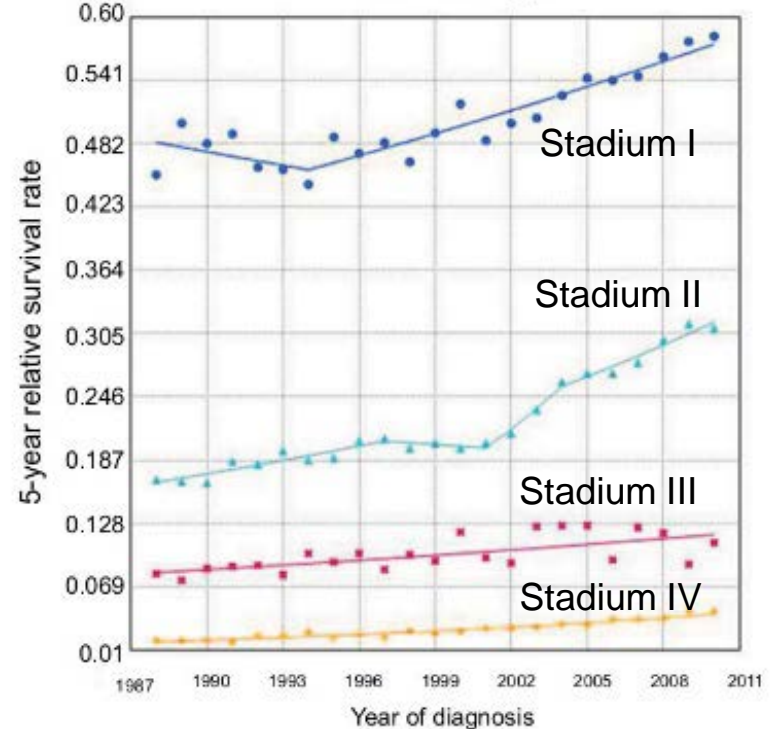 0.60
0.541
0.482
0.423
0.364
0.305
0.246
0.187
0.128
0.069
0.01
5-year relative survival rate
Stadium I
Stadium II
Stadium III
Stadium IV
1987 1990 1993 1996 1999 2002 2005 2008 2011
Year of diagnosis